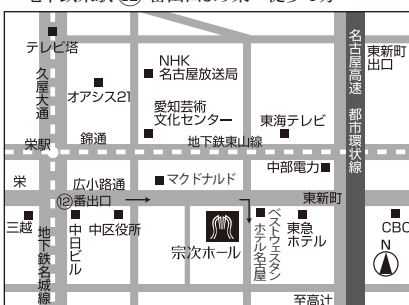 テレビ塔
久屋大通
オアシス21
NHK
名古屋放送局
愛知芸術
文化センター
東海テレビ
名古屋高速 都市環状線
東新町
出口
栄駅
錦通
地下鉄東山線
中部電力
栄
広小路通
マクドナルド
東新町
⑫番出口
三越
地下鉄名城線
中日ビル
中区役所
宗次ホール
ベストウェスタン
ホテル名古屋
東急
ホテル
CBC
N
至高辻